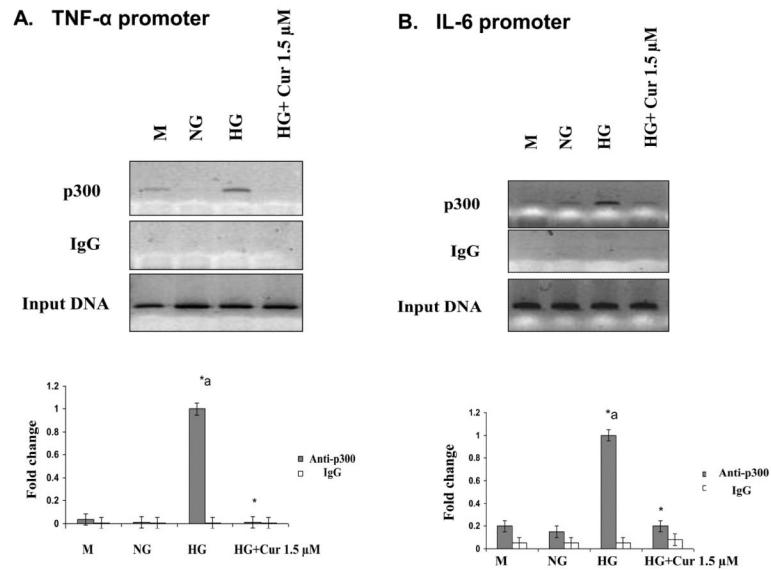 A. TNF-α promoter
M
NG
HG
HG+ Cur 1.5 μM
p300
IgG
Input DNA
*a
1.2
1
0.8
0.6
0.4
0.2
0
Fold change
*
Anti-p300
IgG
M NG HG HG+Cur 1.5 μM
B. IL-6 promoter
M
NG
HG
HG+ Cur 1.5 μM
p300
IgG
Input DNA
*a
1.2
1
0.8
0.6
0.4
0.2
0
Fold change
*
Anti-p300
IgG
M NG HG HG+Cur 1.5 μM